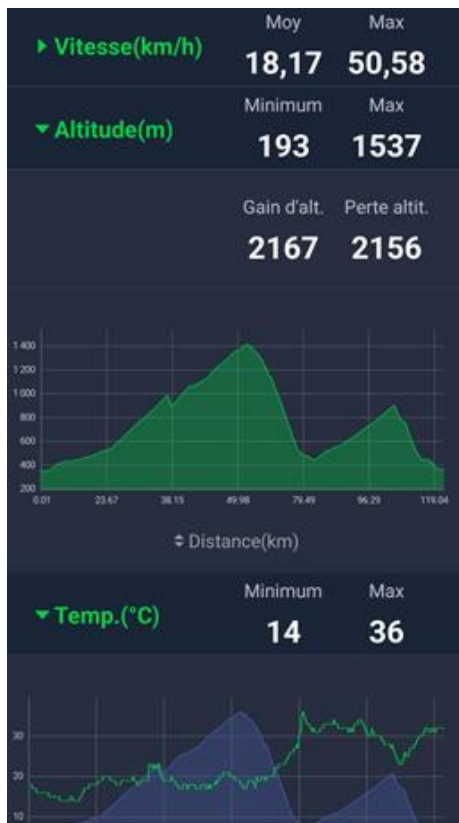 Moy Max
Vitesse(km/h) 18,17 50,58
Minimum Max
Altitude(m) 193 1537
Gain d'alt. Perte altit.
2167 2156
1 400
1 200
1 000
800
600
400
200
0.01 23.67 38.15 49.98 79.49 96.29 119.04
Distance(km)
Minimum Max
Temp.(°C) 14 36
30
20
10